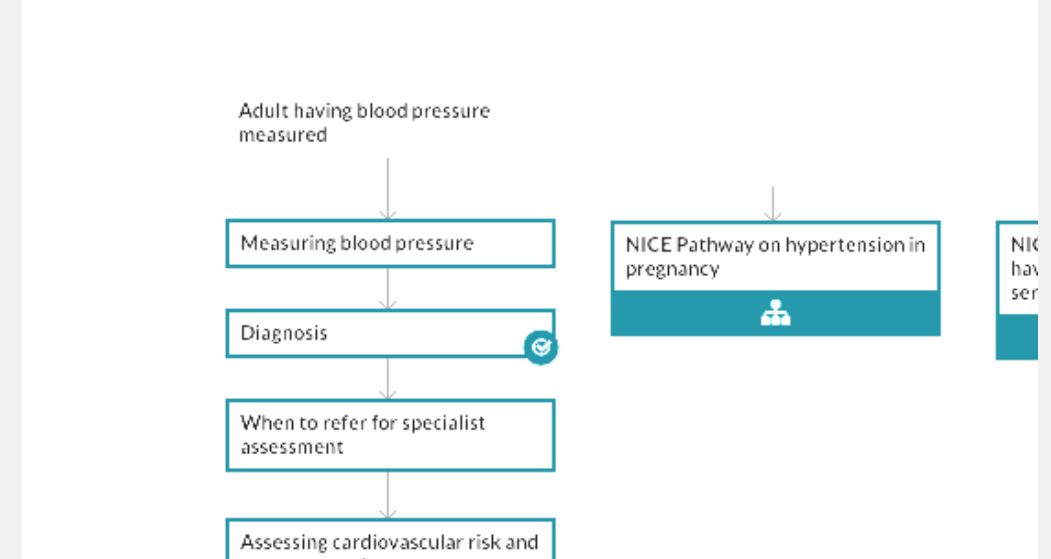 Adult having blood pressure
measured
Measuring blood pressure
Diagnosis
When to refer for specialist
assessment
Assessing cardiovascular risk and
NICE Pathway on hypertension in
pregnancy